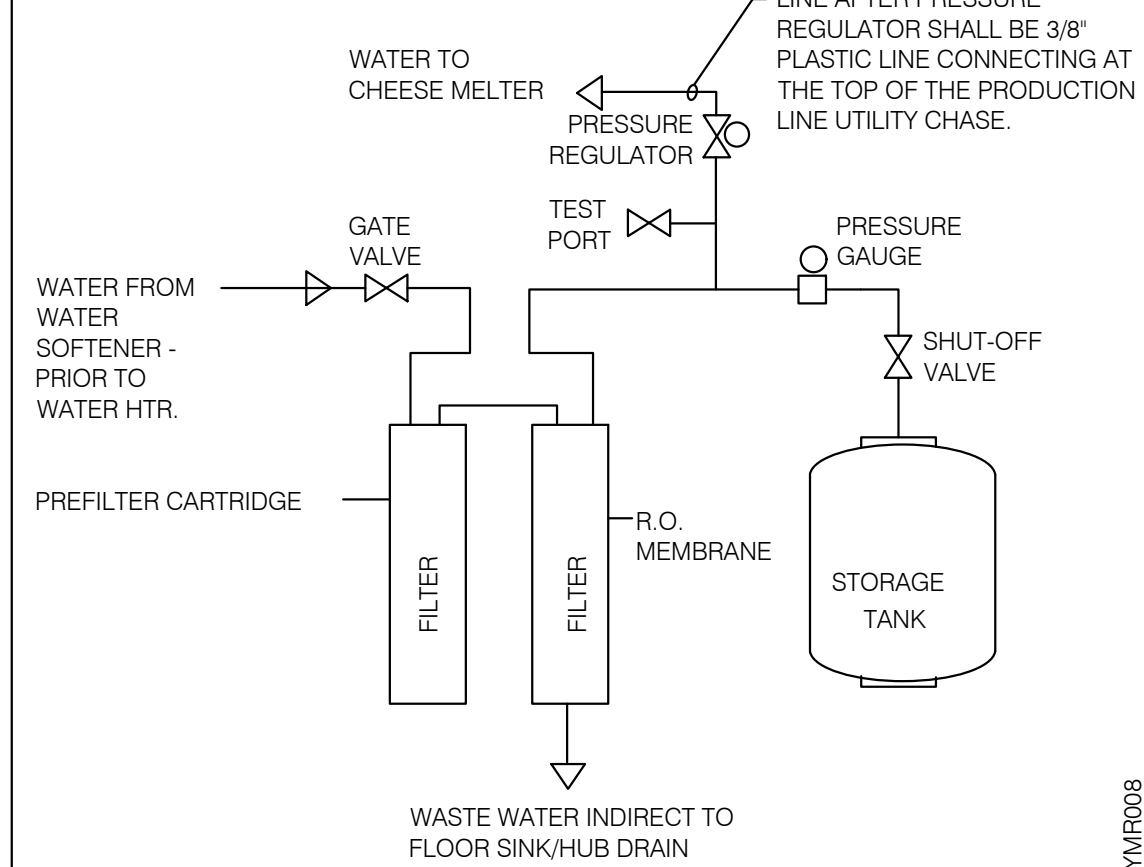 LINE AFTER PRESSURE
REGULATOR SHALL BE 3/8"
PLASTIC LINE CONNECTING AT
THE TOP OF THE PRODUCTION
LINE UTILITY CHASE.
WATER TO
CHEESE MELTER
PRESSURE
REGULATOR
TEST
PORT
PRESSURE
GAUGE
GATE
VALVE
WATER FROM
WATER
SOFTENER -
PRIOR TO
WATER HTR.
SHUT-OFF
VALVE
PREFILTER CARTRIDGE
FILTER
FILTER
R.O.
MEMBRANE
STORAGE
TANK
WASTE WATER INDIRECT TO
FLOOR SINK/HUB DRAIN
YMR008